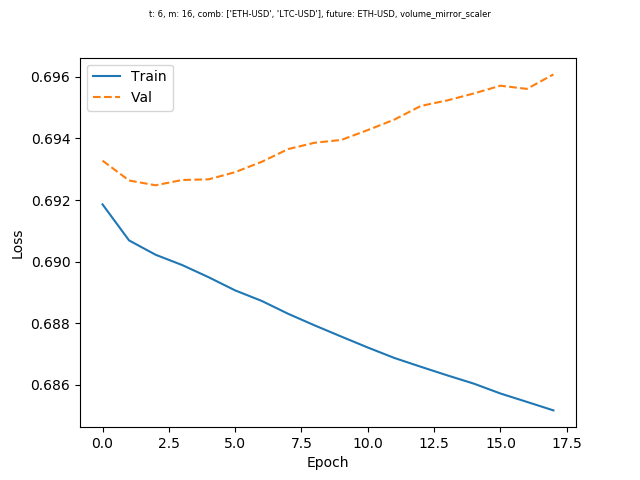 t: 6, m: 16, comb: ['ETH-USD', 'LTC-USD'], future: ETH-USD, volume_mirror_scaler
Train
Val
0.696
0.694
0.692
0.690
0.688
0.686
Loss
0.0 2.5 5.0 7.5 10.0 12.5 15.0 17.5
Epoch